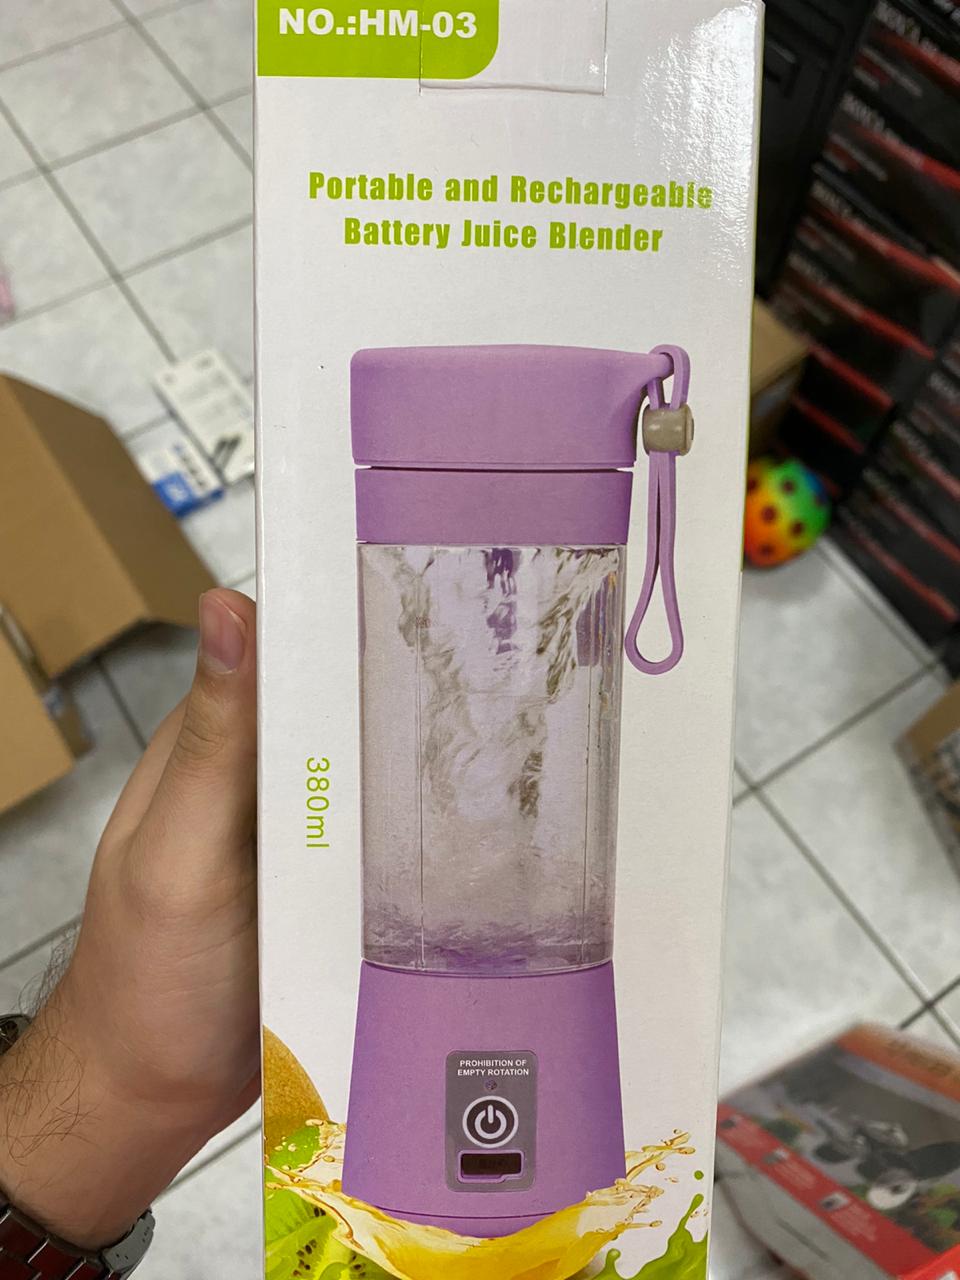 NO.:HM-03
Portable and Rechargeable
Battery Juice Blender
380ml
PROHIBITION OF
EMPTY ROTATION